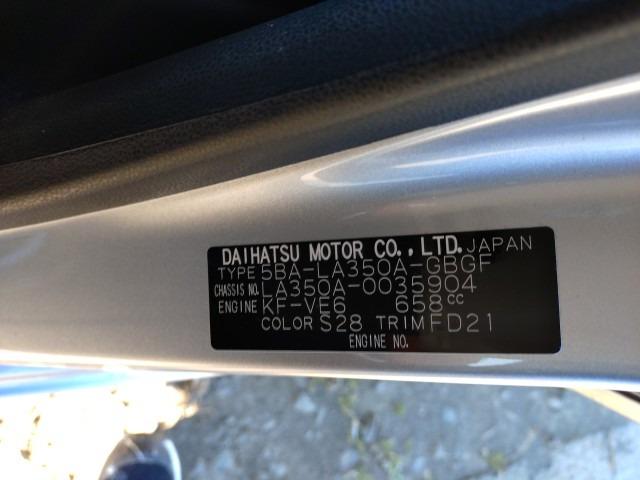 DAIHATSU MOTOR CO., LTD. JAPAN
TYPE 5BA-LA350A-GBGF
CHASSIS NO. LA350A-0035904
ENGINE KF-VE6 658cc
COLOR S28 TRIM FD21
ENGINE NO.